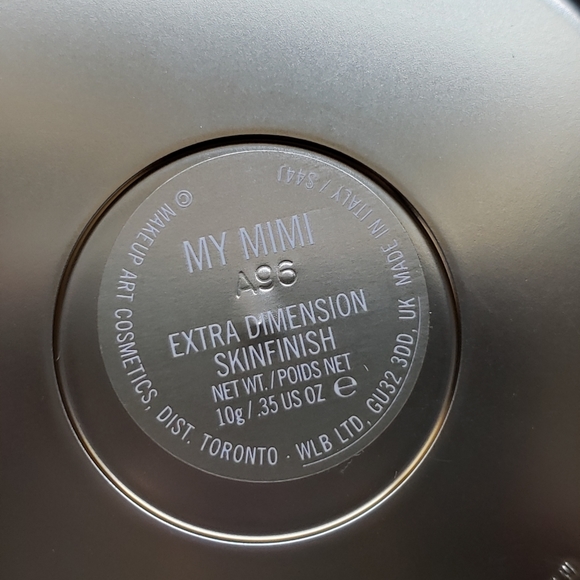 MY MIMI
A96
EXTRA DIMENSION
SKINFINISH
NET WT./POIDS NET
10g/.35 US OZ ℮
© MAKEUP ART COSMETICS, DIST. TORONTO · WLB LTD, GU32 3DD, UK MADE IN ITALY / S44J